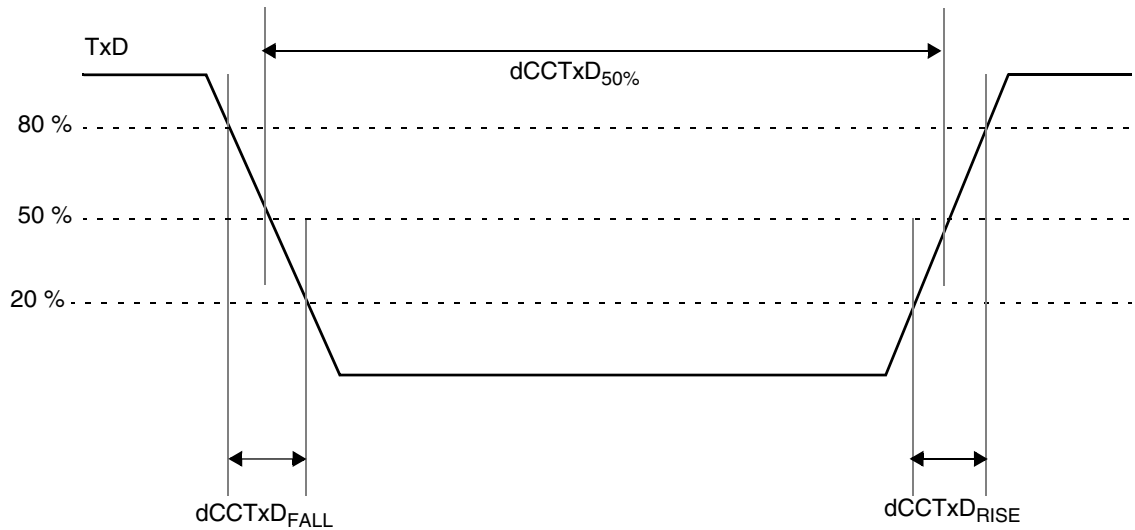 TxD
dCCTxD50%
80 %
50 %
20 %
dCCTxDFALL
dCCTxDRISE